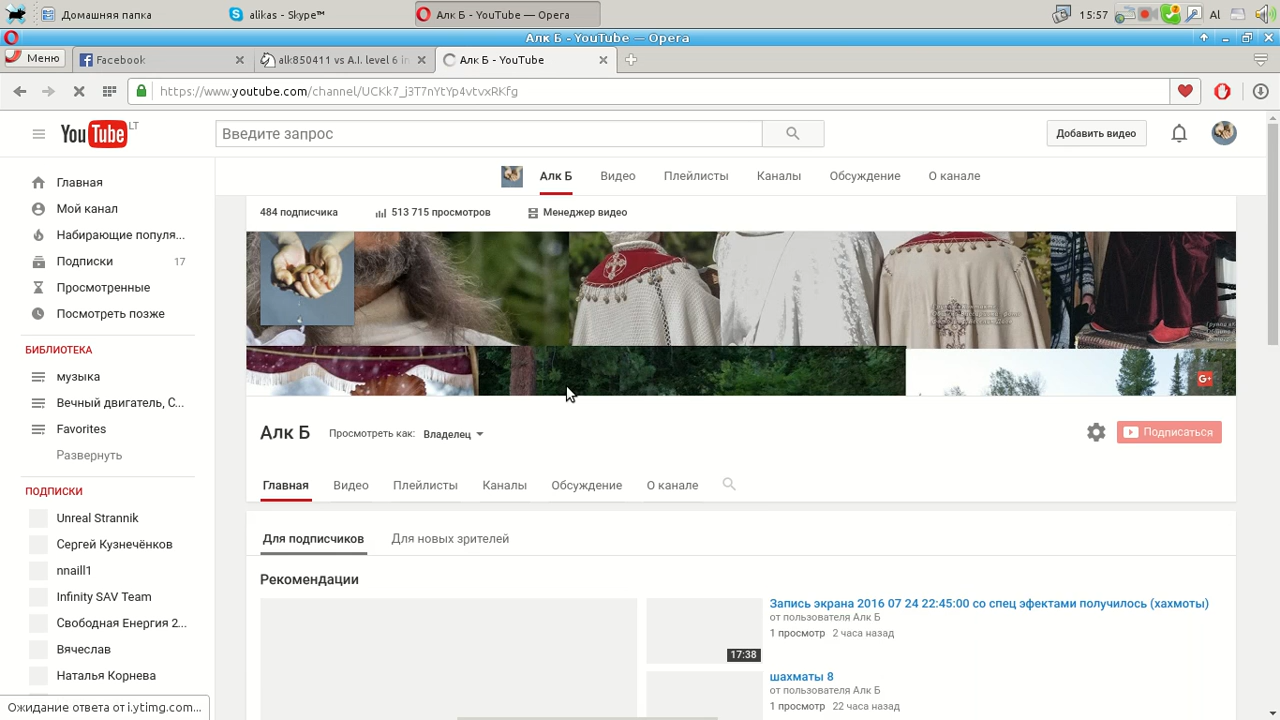 Домашняя папка
alikas - Skype™
Алк Б - YouTube — Opera
15:57
Al
Алк Б - YouTube — Opera
Меню
Facebook
alk850411 vs A.I. level 6 i
Алк Б - YouTube
https://www.youtube.com/channel/UCKk7_j3T7nYtYp4vtvxRKfg
YouTube LT
Введите запрос
Добавить видео
Главная
Мой канал
Набирающие популя...
Подписки 17
Просмотренные
Посмотреть позже
БИБЛИОТЕКА
музыка
Вечный двигатель, С...
Favorites
Развернуть
ПОДПИСКИ
Unreal Strannik
Сергей Кузнечёнков
nnaill1
Infinity SAV Team
Свободная Енергия 2...
Вячеслав
Наталья Корнева
Ожидание ответа от i.ytimg.com...
Алк Б Видео Плейлисты Каналы Обсуждение О канале
484 подписчика 513 715 просмотров Менеджер видео
G+
Алк Б Просмотреть как: Владелец
Подписаться
Главная Видео Плейлисты Каналы Обсуждение О канале
Для подписчиков Для новых зрителей
Рекомендации
17:38
Запись экрана 2016 07 24 22:45:00 со спец эфектами получилось (хахмоты)
от пользователя Алк Б
1 просмотр 2 часа назад
шахматы 8
от пользователя Алк Б
1 просмотр 22 часа назад